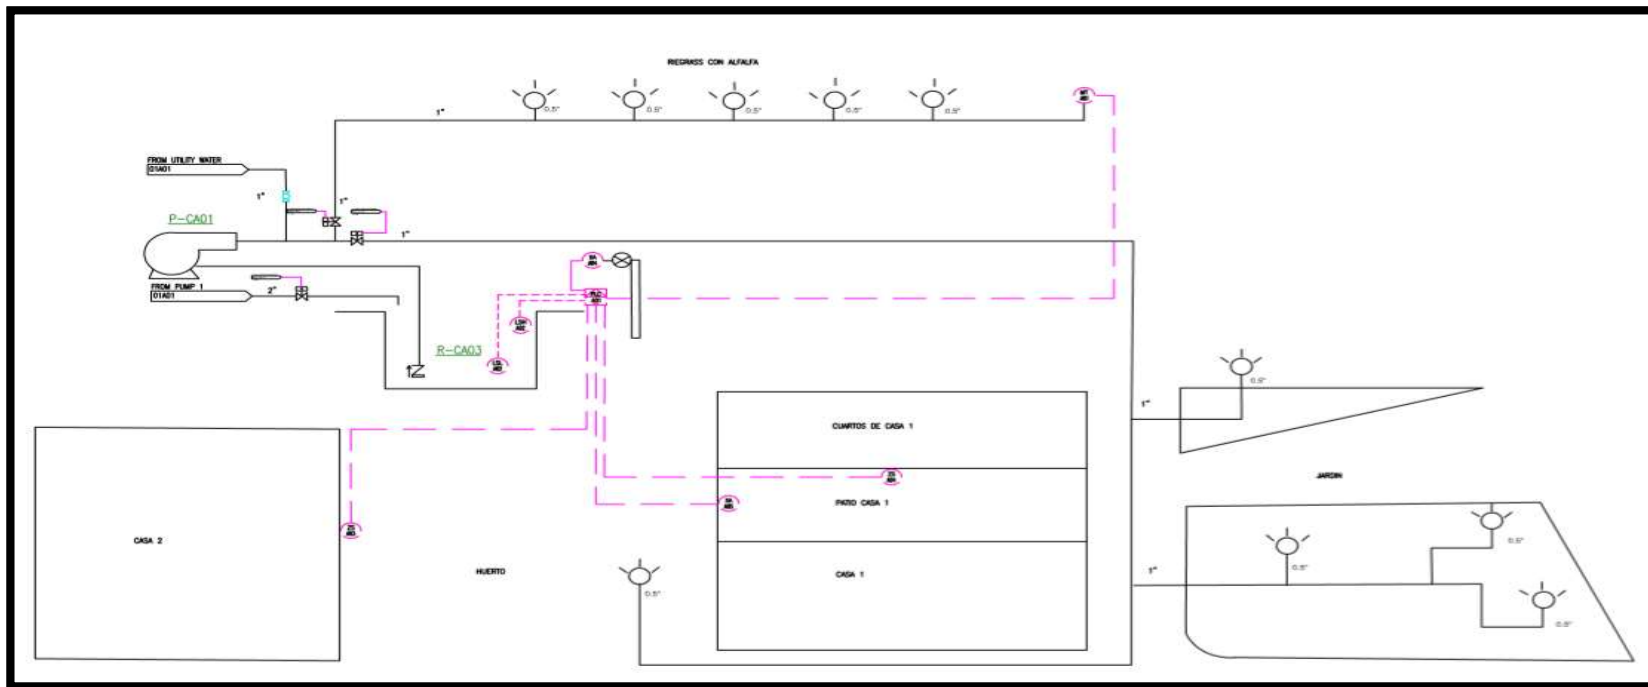 RIEGRASS CON ALFALFA
0.5"
0.5"
0.5"
0.5"
0.5"
1"
FROM UTILITY WATER
01A01
1"
1"
P-CA01
1"
FROM PUMP 1
01A01
2"
PLC
R-CA03
0.5"
1"
CUARTOS DE CASA 1
JARDIN
PATIO CASA 1
CASA 2
0.5"
HUERTO
CASA 1
1"
0.5"
0.5"
0.5"